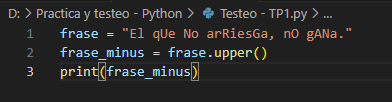 D: > Practica y testeo - Python > Testeo - TP1.py > ...
1 frase = "El qUe No arRiesGa, nO gANa."
2 frase_minus = frase.upper()
3 print(frase_minus)